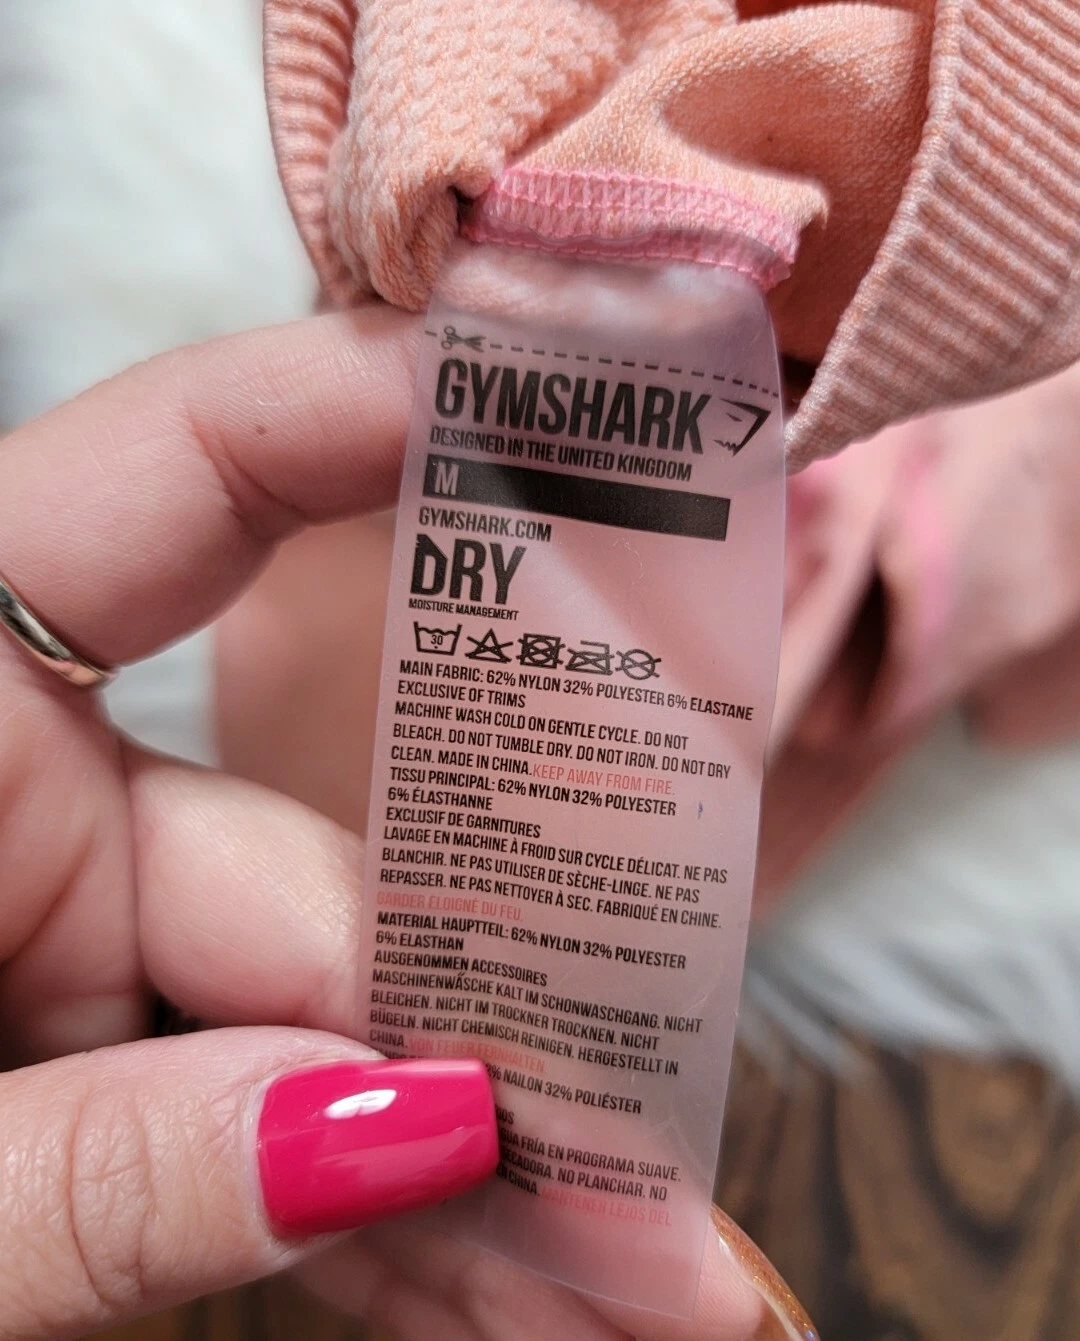 GYMSHARK
DESIGNED IN THE UNITED KINGDOM
M
GYMSHARK.COM
DRY
MOISTURE MANAGEMENT
30
MAIN FABRIC: 62% NYLON 32% POLYESTER 6% ELASTANE
EXCLUSIVE OF TRIMS
MACHINE WASH COLD ON GENTLE CYCLE. DO NOT
BLEACH. DO NOT TUMBLE DRY. DO NOT IRON. DO NOT DRY
CLEAN. MADE IN CHINA. KEEP AWAY FROM FIRE.
TISSU PRINCIPAL: 62% NYLON 32% POLYESTER
6% ÉLASTHANNE
EXCLUSIF DE GARNITURES
LAVAGE EN MACHINE À FROID SUR CYCLE DÉLICAT. NE PAS
BLANCHIR. NE PAS UTILISER DE SÈCHE-LINGE. NE PAS
REPASSER. NE PAS NETTOYER À SEC. FABRIQUÉ EN CHINE.
GARDER ÉLOIGNÉ DU FEU.
MATERIAL HAUPTTEIL: 62% NYLON 32% POLYESTER
6% ELASTHAN
AUSGENOMMEN ACCESSOIRES
MASCHINENWÄSCHE KALT IM SCHONWASCHGANG. NICHT
BLEICHEN. NICHT IM TROCKNER TROCKNEN. NICHT
BÜGELN. NICHT CHEMISCH REINIGEN. HERGESTELLT IN
CHINA. VON FEUER FERNHALTEN.
% NAILON 32% POLIÉSTER
FRÍA EN PROGRAMA SUAVE.
NO PLANCHAR. NO
CHINA. MANTENER LEJOS DEL